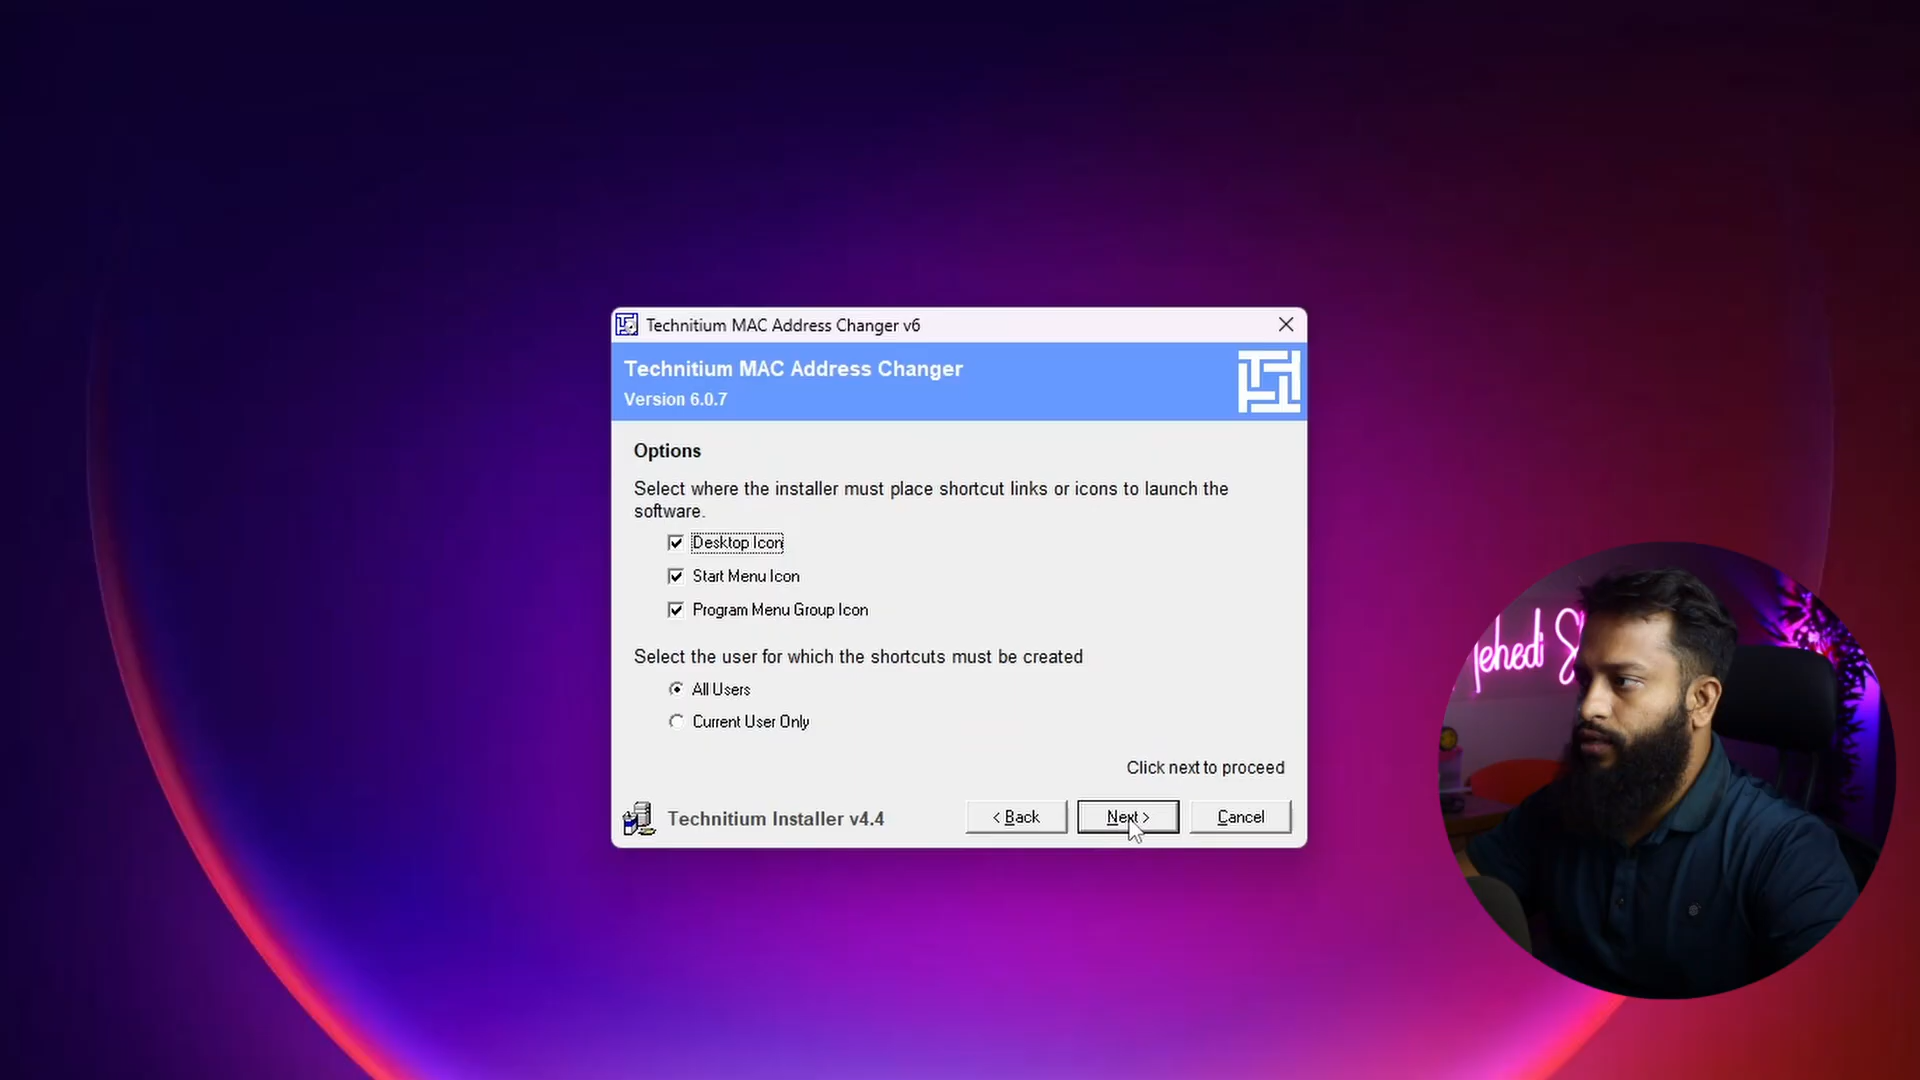 Technitium MAC Address Changer v6
Technitium MAC Address Changer
Version 6.0.7
Options
Select where the installer must place shortcut links or icons to launch the
software.
Desktop Icon
Start Menu Icon
Program Menu Group Icon
Select the user for which the shortcuts must be created
All Users
Current User Only
Click next to proceed
Technitium Installer v4.4
< Back
Next >
Cancel